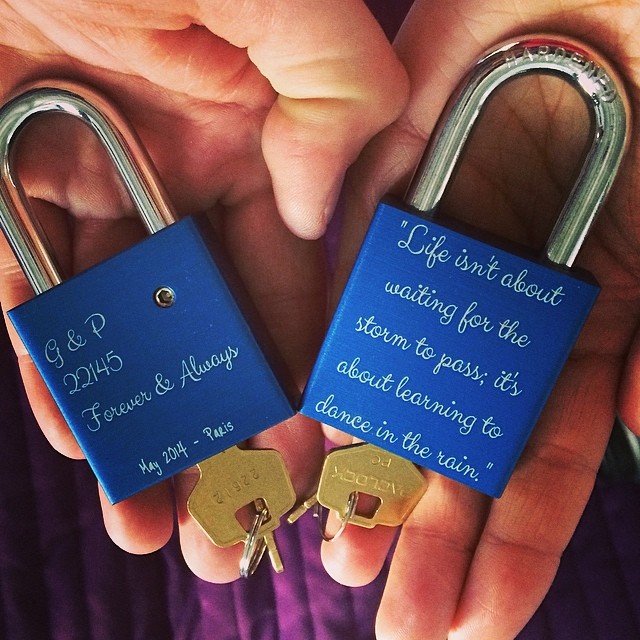 G & P
22145
Forever & Always
May 2014 - Paris
HARDENED
"Life isn't about
waiting for the
storm to pass; it's
about learning to
dance in the rain."